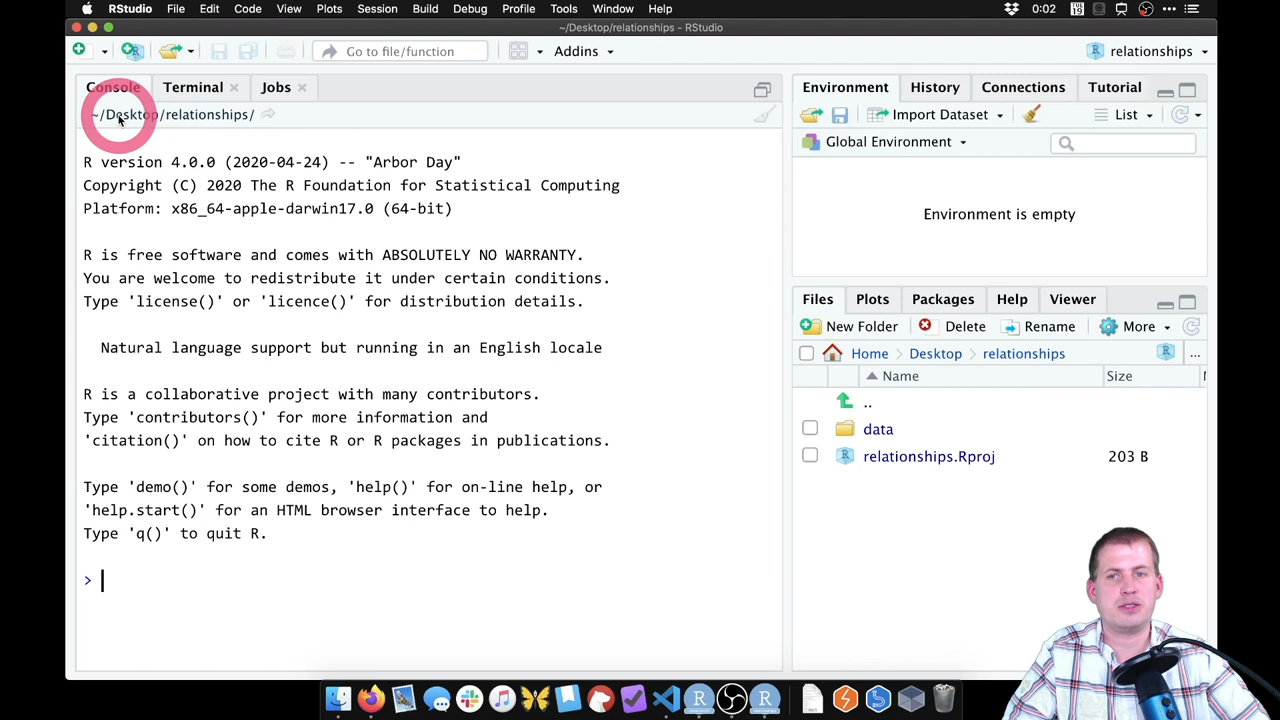 RStudio File Edit Code View Plots Session Build Debug Profile Tools Window Help 0:02
~/Desktop/relationships - RStudio
Go to file/function Addins relationships
Console Terminal Jobs
~/Desktop/relationships/
R version 4.0.0 (2020-04-24) -- "Arbor Day"
Copyright (C) 2020 The R Foundation for Statistical Computing
Platform: x86_64-apple-darwin17.0 (64-bit)
R is free software and comes with ABSOLUTELY NO WARRANTY.
You are welcome to redistribute it under certain conditions.
Type 'license()' or 'licence()' for distribution details.
Natural language support but running in an English locale
R is a collaborative project with many contributors.
Type 'contributors()' for more information and
'citation()' on how to cite R or R packages in publications.
Type 'demo()' for some demos, 'help()' for on-line help, or
'help.start()' for an HTML browser interface to help.
Type 'q()' to quit R.
>
Environment History Connections Tutorial
Import Dataset List
Global Environment
Environment is empty
Files Plots Packages Help Viewer
New Folder Delete Rename More
Home > Desktop > relationships ...
Name Size
..
data
relationships.Rproj 203 B